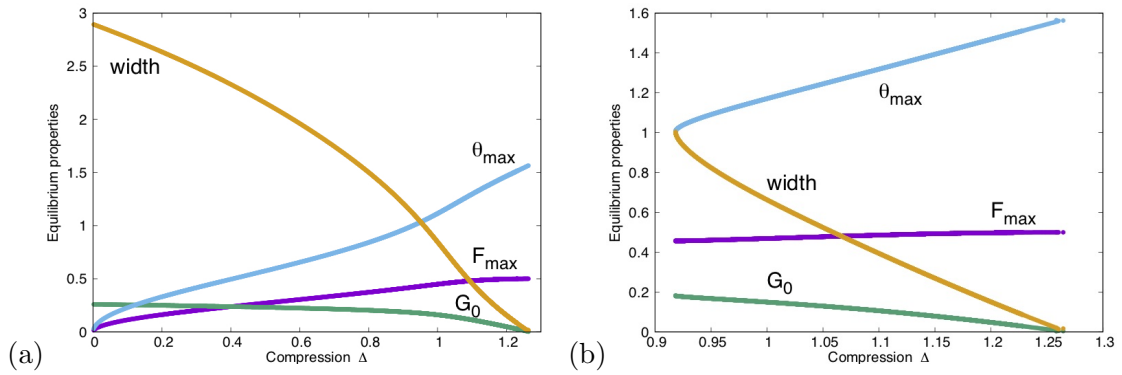 3
2.5
2
1.5
1
0.5
0
0
0.2
0.4
0.6
0.8
1
1.2
Equilibrium properties
Compression Δ
width
θmax
Fmax
G0
(a)
1.6
1.4
1.2
1
0.8
0.6
0.4
0.2
0
0.9
0.95
1
1.05
1.1
1.15
1.2
1.25
1.3
Equilibrium properties
Compression Δ
θmax
width
Fmax
G0
(b)